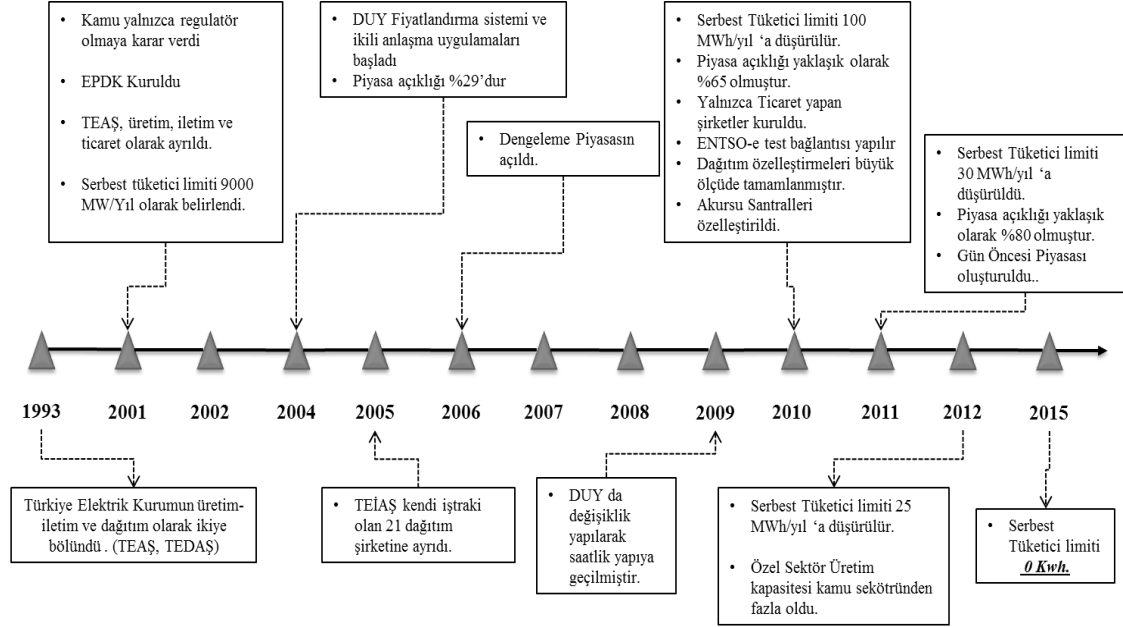 • Kamu yalnızca regulatör
olmaya karar verdi
• EPDK Kuruldu
• TEAŞ, üretim, iletim ve
ticaret olarak ayrıldı.
• Serbest tüketici limiti 9000
MW/Yıl olarak belirlendi.
• DUY Fiyatlandırma sistemi ve
ikili anlaşma uygulamaları
başladı
• Piyasa açıklığı %29’dur
• Dengeleme Piyasasın
açıldı.
• Serbest Tüketici limiti 100
MWh/yıl ‘a düşürülür.
• Piyasa açıklığı yaklaşık olarak
%65 olmuştur.
• Yalnızca Ticaret yapan
şirketler kuruldu.
• ENTSO-e test bağlantısı yapılır
• Dağıtım özelleştirmeleri büyük
ölçüde tamamlanmıştır.
• Akursu Santralleri
özelleştirildi.
• Serbest Tüketici limiti
30 MWh/yıl ‘a
düşürüldü.
• Piyasa açıklığı yaklaşık
olarak %80 olmuştur.
• Gün Öncesi Piyasası
oluşturuldu..
1993 2001 2002 2004 2005 2006 2007 2008 2009 2010 2011 2012 2015
Türkiye Elektrik Kurumun üretim-
iletim ve dağıtım olarak ikiye
bölündü . (TEAŞ, TEDAŞ)
• TEİAŞ kendi iştraki
olan 21 dağıtım
şirketine ayrıdı.
• DUY da
değişiklik
yapılarak
saatlik yapıya
geçilmiştir.
• Serbest Tüketici limiti 25
MWh/yıl ‘a düşürülür.
• Özel Sektör Üretim
kapasitesi kamu sekötründen
fazla oldu.
• Serbest
Tüketici limiti
0 Kwh.